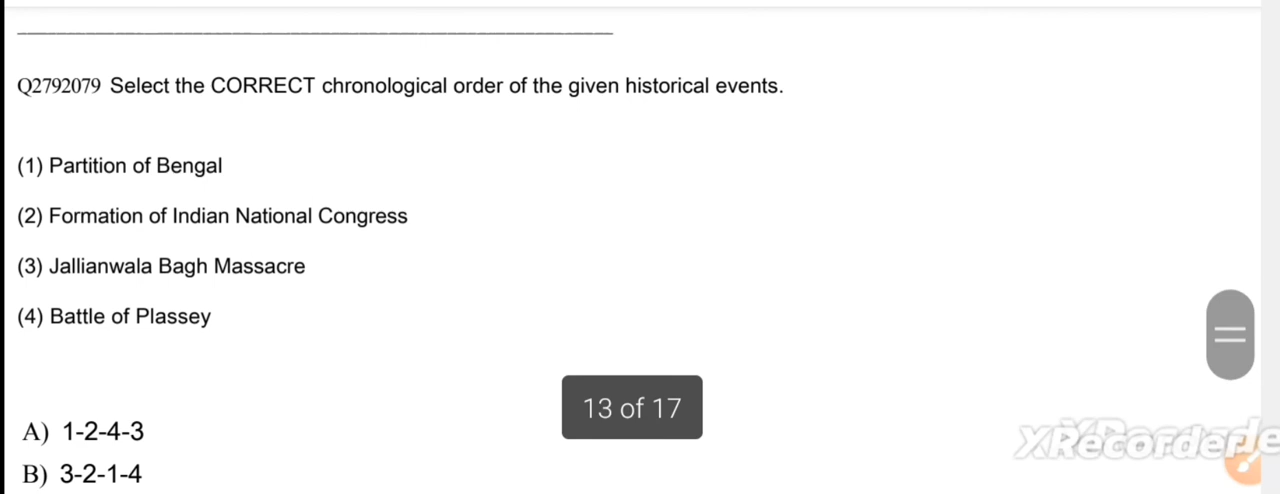 Q2792079 Select the CORRECT chronological order of the given historical events.
(1) Partition of Bengal
(2) Formation of Indian National Congress
(3) Jallianwala Bagh Massacre
(4) Battle of Plassey
13 of 17
A) 1-2-4-3
B) 3-2-1-4